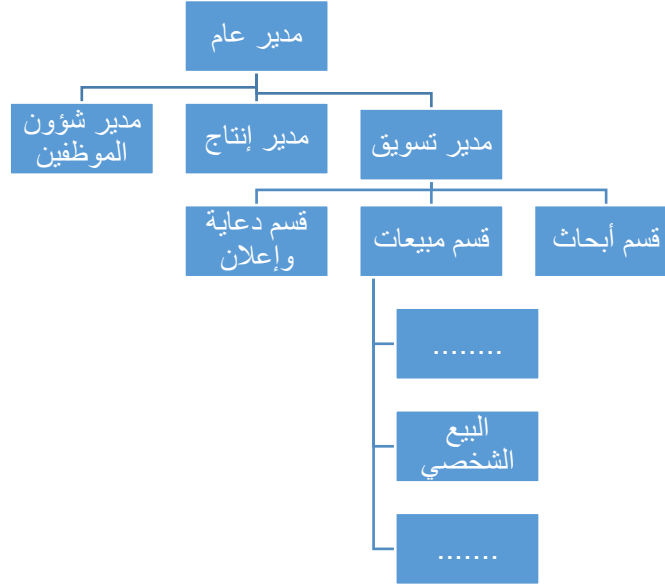 مدير عام
مدير تسويق
مدير إنتاج
مدير شؤون
الموظفين
قسم أبحاث
قسم مبيعات
قسم دعاية
وإعلان
........
البيع
الشخصي
.......